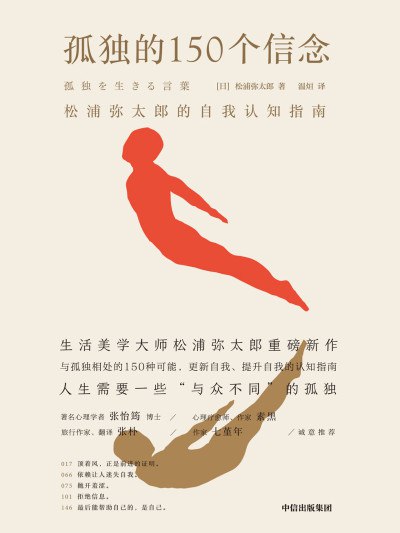 孤独的150个信念
孤独を生きる言葉 [日] 松浦弥太郎 著 温烜 译
松浦弥太郎的自我认知指南
生活美学大师松浦弥太郎重磅新作
与孤独相处的150种可能，更新自我、提升自我的认知指南
人生需要一些“与众不同”的孤独
著名心理学者 张怡筠 博士 / 心理疗愈师、作家 素黑
旅行作家、翻译 张朴 / 作家 七堇年 / 诚意推荐
017 顶着风，正是前进的证明。
066 依赖让人迷失自我。
075 抛开羞涩。
101 拒绝信息。
146 最后能帮助自己的，是自己。
中信出版集团